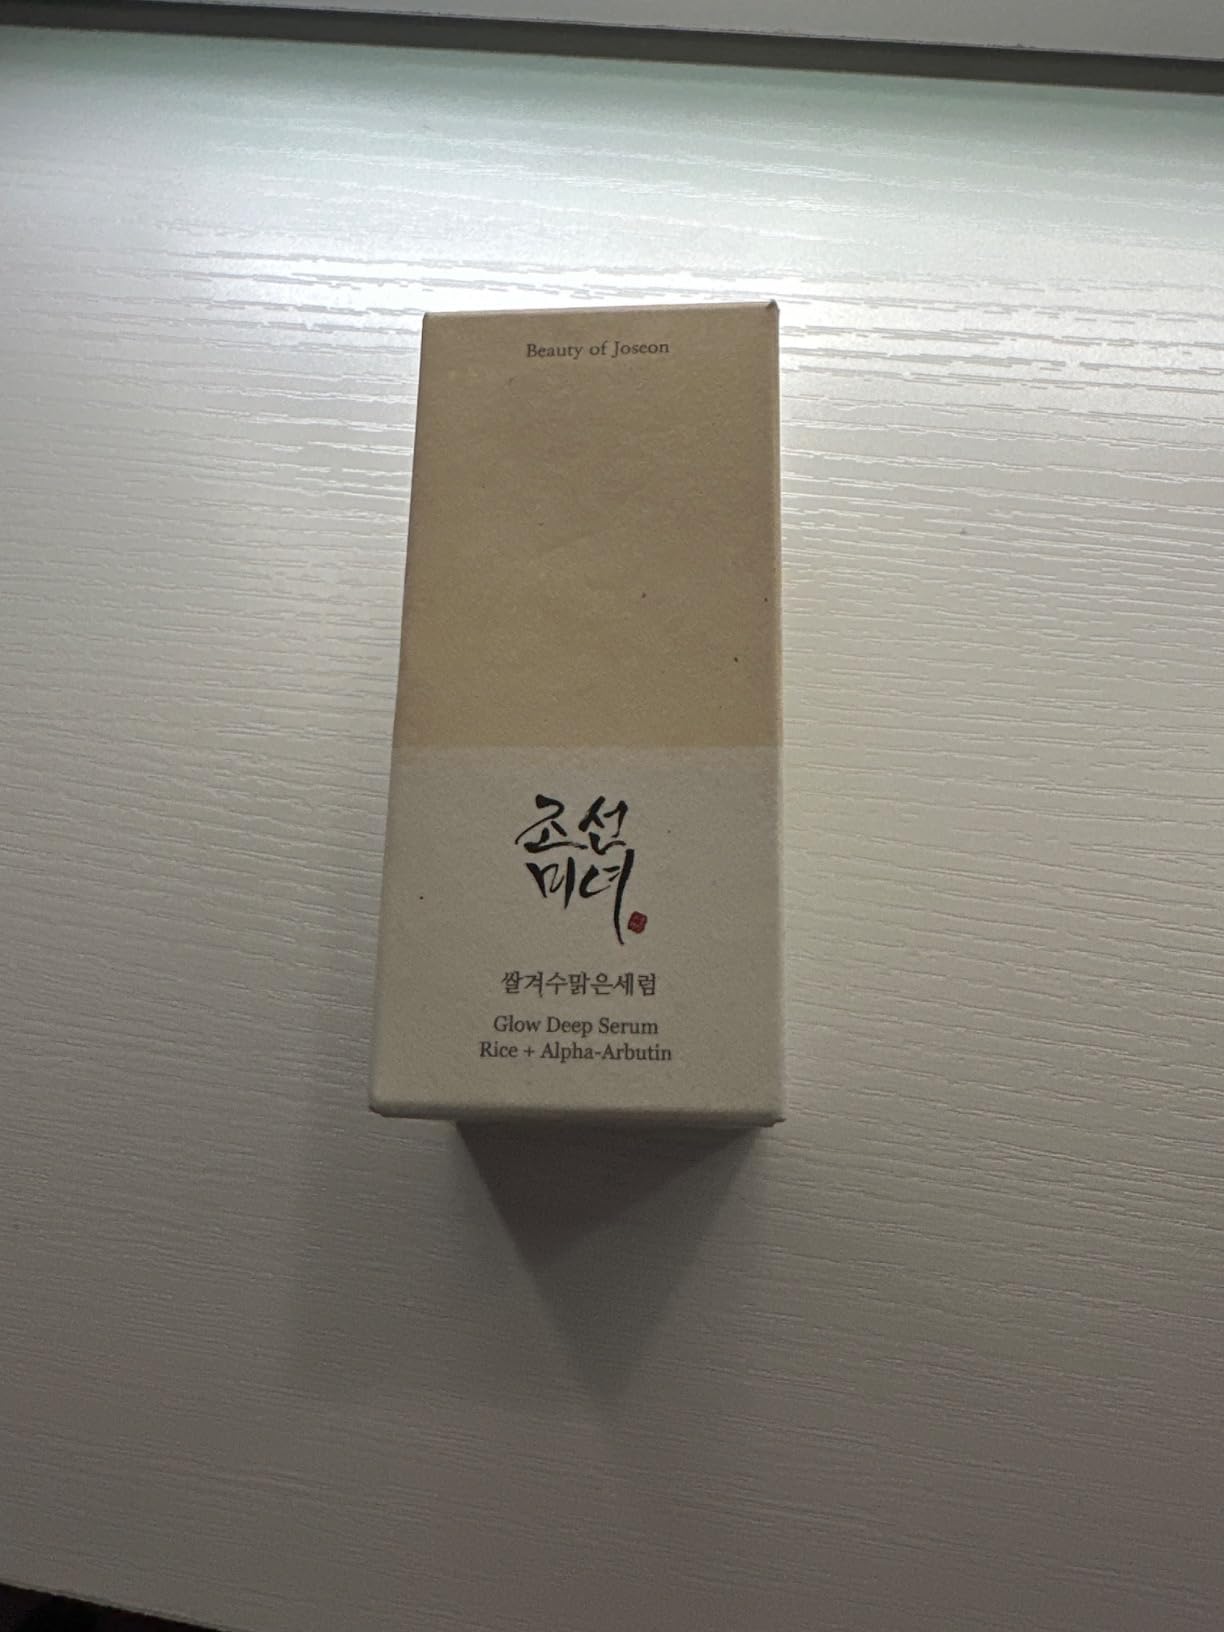 Beauty of Joseon
조선
미녀
쌀겨수맑은세럼
Glow Deep Serum
Rice + Alpha-Arbutin